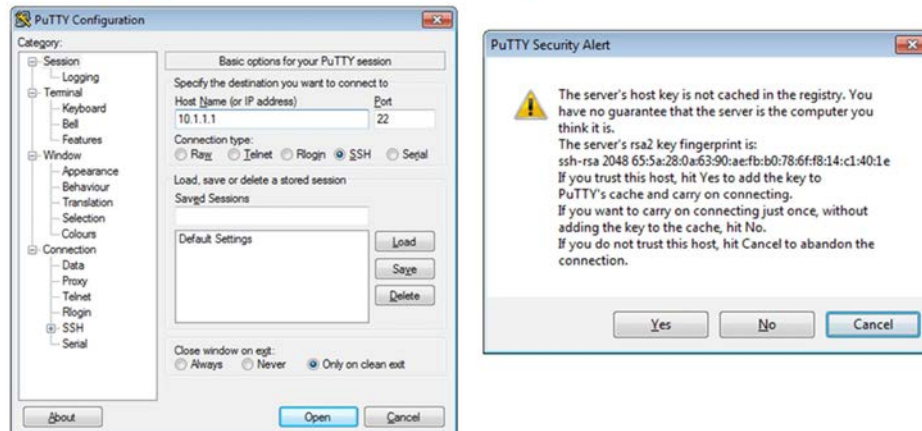 PuTTY Configuration
Category:
Session
Logging
Terminal
Keyboard
Bell
Features
Window
Appearance
Behaviour
Translation
Selection
Colours
Connection
Data
Proxy
Telnet
Rlogin
SSH
Serial
Basic options for your PuTTY session
Specify the destination you want to connect to
Host Name (or IP address) Port
10.1.1.1 22
Connection type:
Raw Telnet Rlogin SSH Serial
Load, save or delete a stored session
Saved Sessions
Default Settings
Load
Save
Delete
Close window on exit:
Always Never Only on clean exit
About Open Cancel
PuTTY Security Alert
The server's host key is not cached in the registry. You
have no guarantee that the server is the computer you
think it is.
The server's rsa2 key fingerprint is:
ssh-rsa 2048 65:5a:28:0a:63:90:ae:fb:b0:78:6f:f8:14:c1:40:1e
If you trust this host, hit Yes to add the key to
PuTTY's cache and carry on connecting.
If you want to carry on connecting just once, without
adding the key to the cache, hit No.
If you do not trust this host, hit Cancel to abandon the
connection.
Yes No Cancel